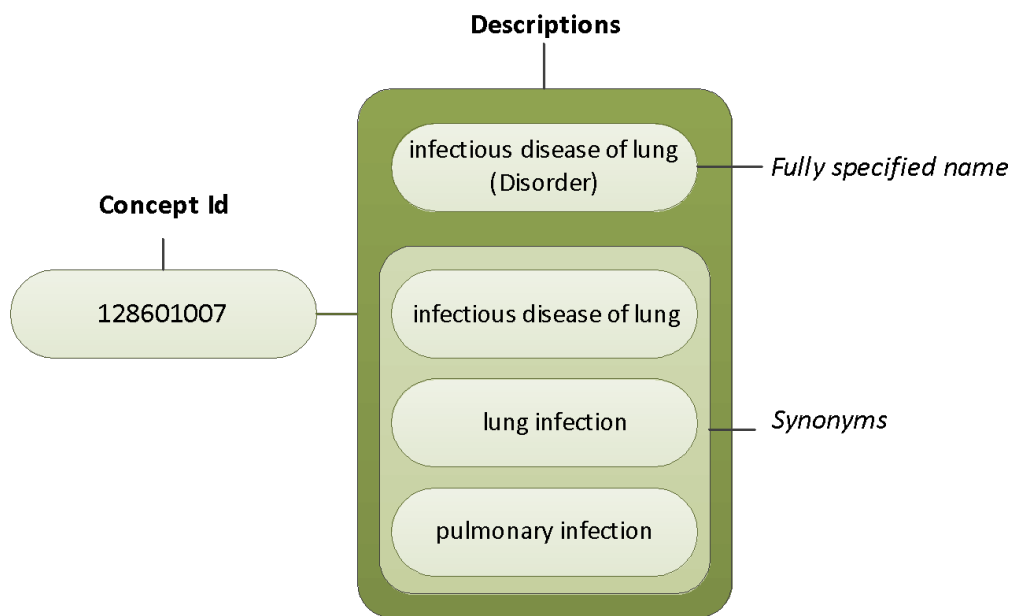 Descriptions
infectious disease of lung
(Disorder)
Fully specified name
Concept Id
128601007
infectious disease of lung
lung infection
Synonyms
pulmonary infection